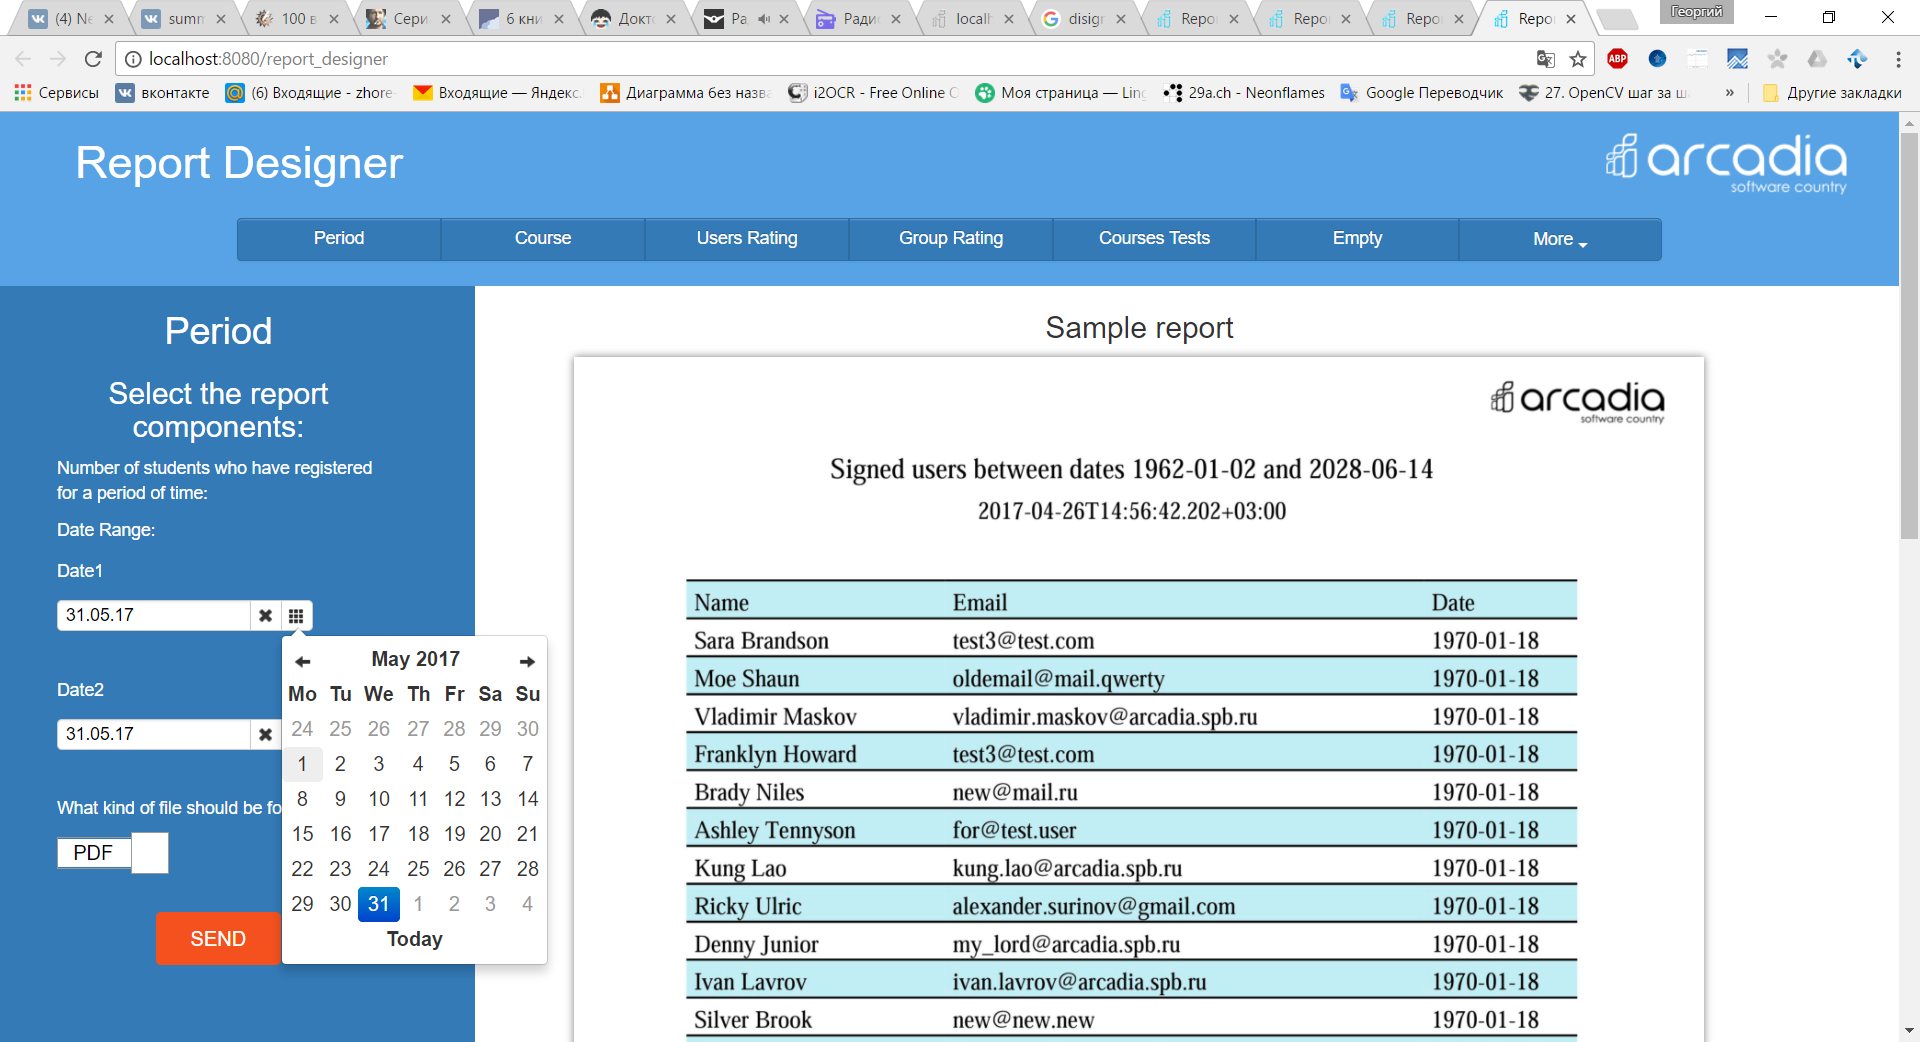 (4) Ne
summ
100 в
Сери
6 кни
Докт
Ра
Ради
localh
disigr
Repo
Repo
Repo
Repo
Георгий
localhost:8080/report_designer
ABP
Сервисы
вконтакте
(6) Входящие - zhore
Входящие — Яндекс.
Диаграмма без назва
i2OCR - Free Online O
Моя страница — Ling
29a.ch - Neonflames
Google Переводчик
27. OpenCV шаг за ш
»
Другие закладки
Report Designer
arcadia
software country
Period
Course
Users Rating
Group Rating
Courses Tests
Empty
More
Period
Select the report
components:
Number of students who have registered
for a period of time:
Date Range:
Date1
31.05.17
May 2017
Mo Tu We Th Fr Sa Su
24 25 26 27 28 29 30
1 2 3 4 5 6 7
8 9 10 11 12 13 14
15 16 17 18 19 20 21
22 23 24 25 26 27 28
29 30 31 1 2 3 4
Today
Date2
31.05.17
What kind of file should be fo
PDF
SEND
Sample report
arcadia
software country
Signed users between dates 1962-01-02 and 2028-06-14
2017-04-26T14:56:42.202+03:00
Name Email Date
Sara Brandson test3@test.com 1970-01-18
Moe Shaun oldemail@mail.qwerty 1970-01-18
Vladimir Maskov vladimir.maskov@arcadia.spb.ru 1970-01-18
Franklyn Howard test3@test.com 1970-01-18
Brady Niles new@mail.ru 1970-01-18
Ashley Tennyson for@test.user 1970-01-18
Kung Lao kung.lao@arcadia.spb.ru 1970-01-18
Ricky Ulric alexander.surinov@gmail.com 1970-01-18
Denny Junior my_lord@arcadia.spb.ru 1970-01-18
Ivan Lavrov ivan.lavrov@arcadia.spb.ru 1970-01-18
Silver Brook new@new.new 1970-01-18